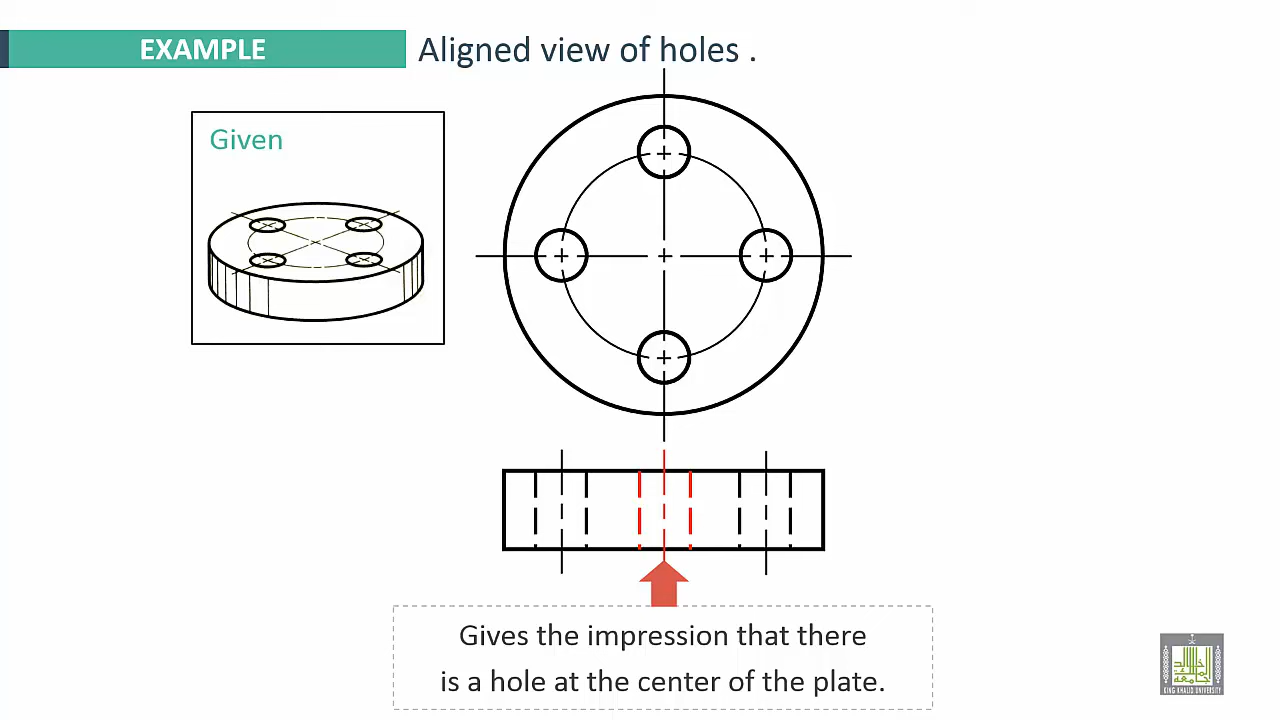 EXAMPLE
Aligned view of holes .
Given
Gives the impression that there
is a hole at the center of the plate.
KING KHALID UNIVERSITY